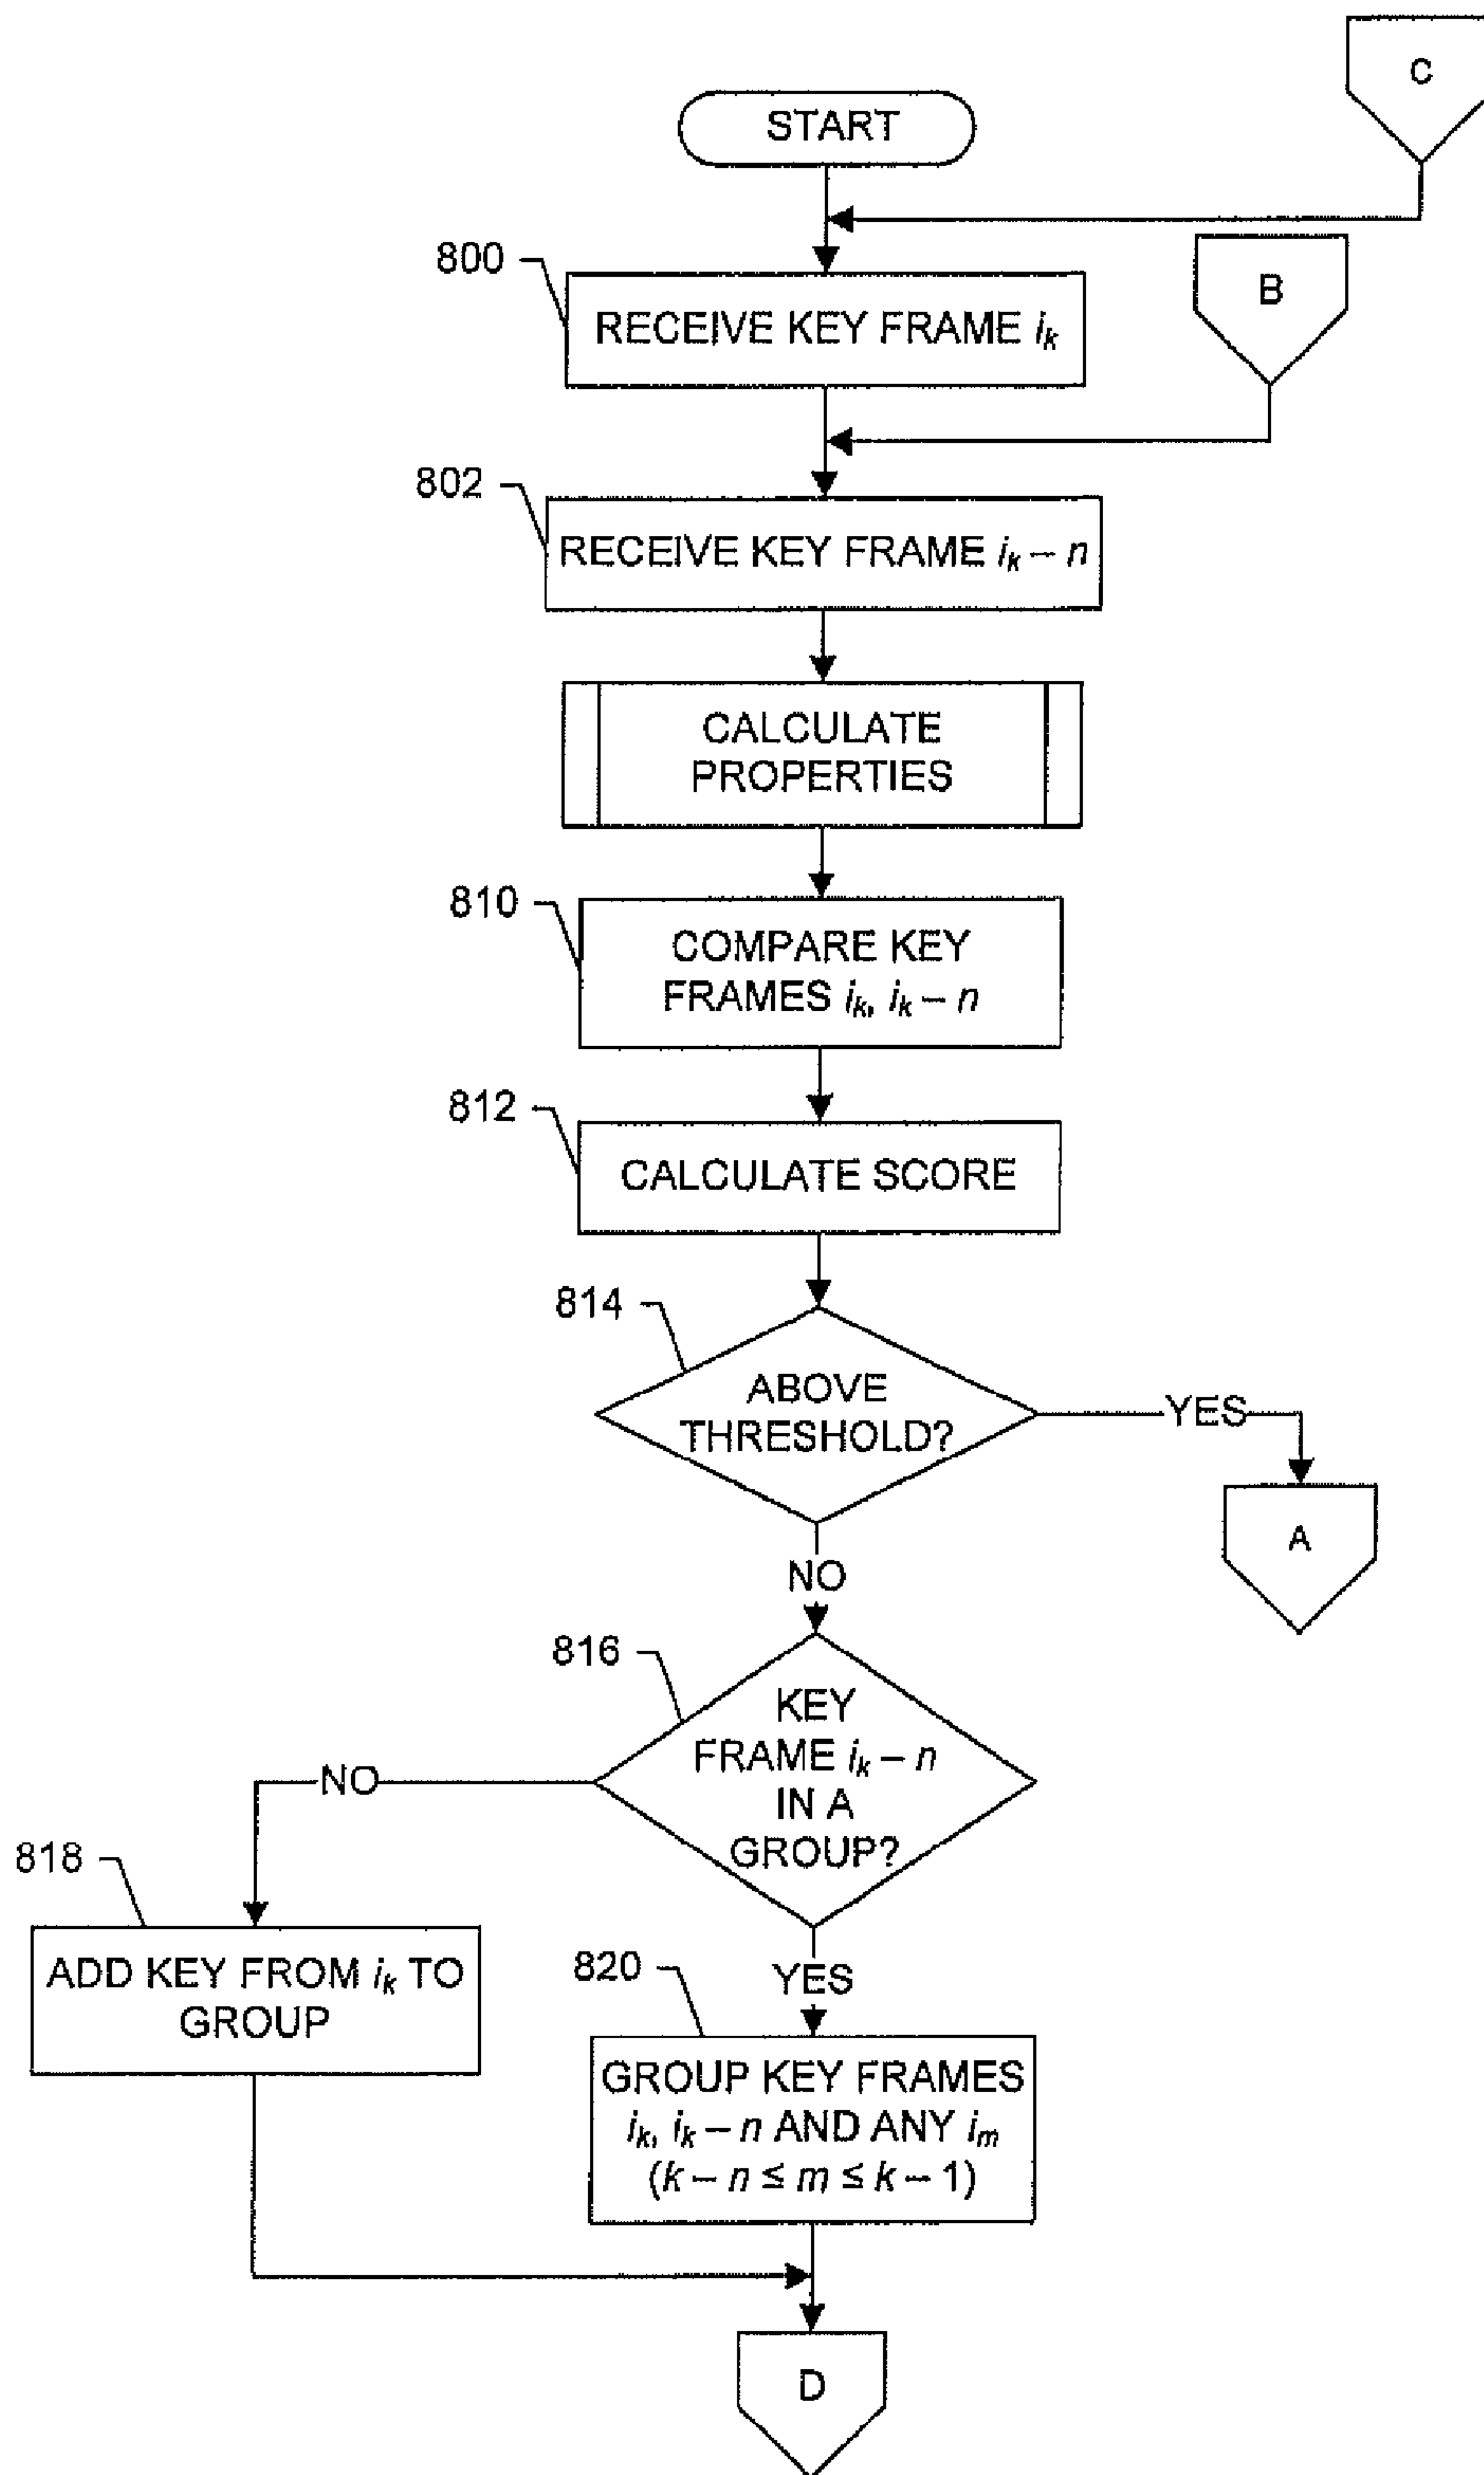 C
START
800
RECEIVE KEY FRAME iₖ
B
802
RECEIVE KEY FRAME iₖ – n
CALCULATE
PROPERTIES
810
COMPARE KEY
FRAMES iₖ, iₖ – n
812
CALCULATE SCORE
814
ABOVE
THRESHOLD?
YES
A
NO
816
KEY
FRAME iₖ – n
IN A
GROUP?
NO
818
ADD KEY FROM iₖ TO
GROUP
YES
820
GROUP KEY FRAMES
iₖ, iₖ – n AND ANY iₘ
(k – n ≤ m ≤ k – 1)
D